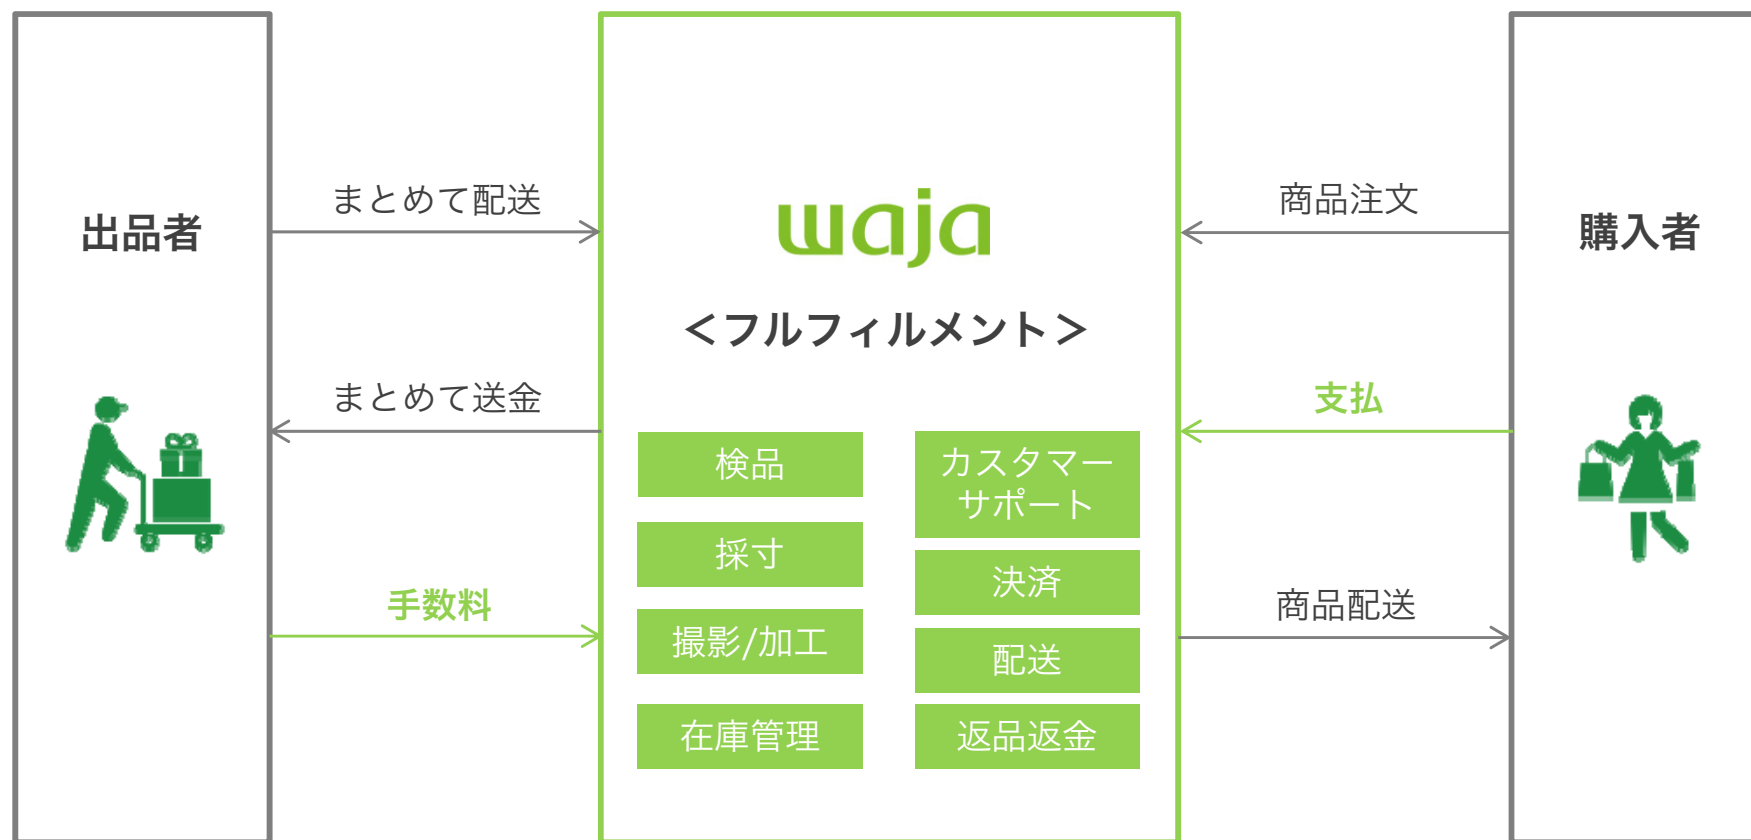 出品者
まとめて配送
まとめて送金
手数料
waja
＜フルフィルメント＞
検品
採寸
撮影/加工
在庫管理
カスタマー
サポート
決済
配送
返品返金
商品注文
支払
商品配送
購入者